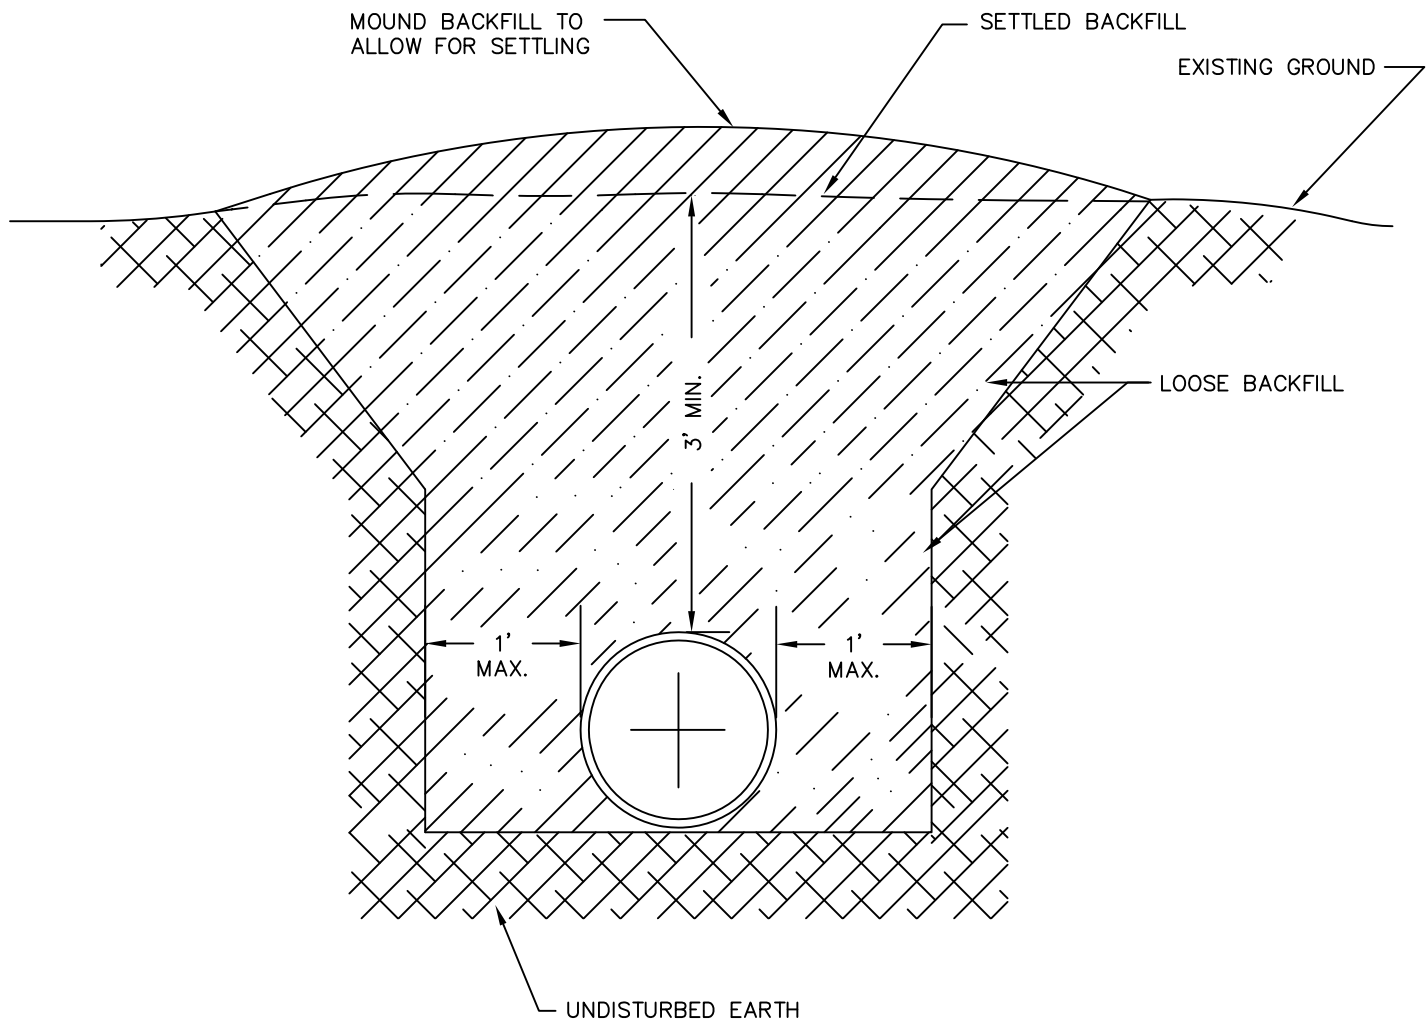 MOUND BACKFILL TO
ALLOW FOR SETTLING
SETTLED BACKFILL
EXISTING GROUND
3' MIN.
LOOSE BACKFILL
1'
MAX.
1'
MAX.
UNDISTURBED EARTH